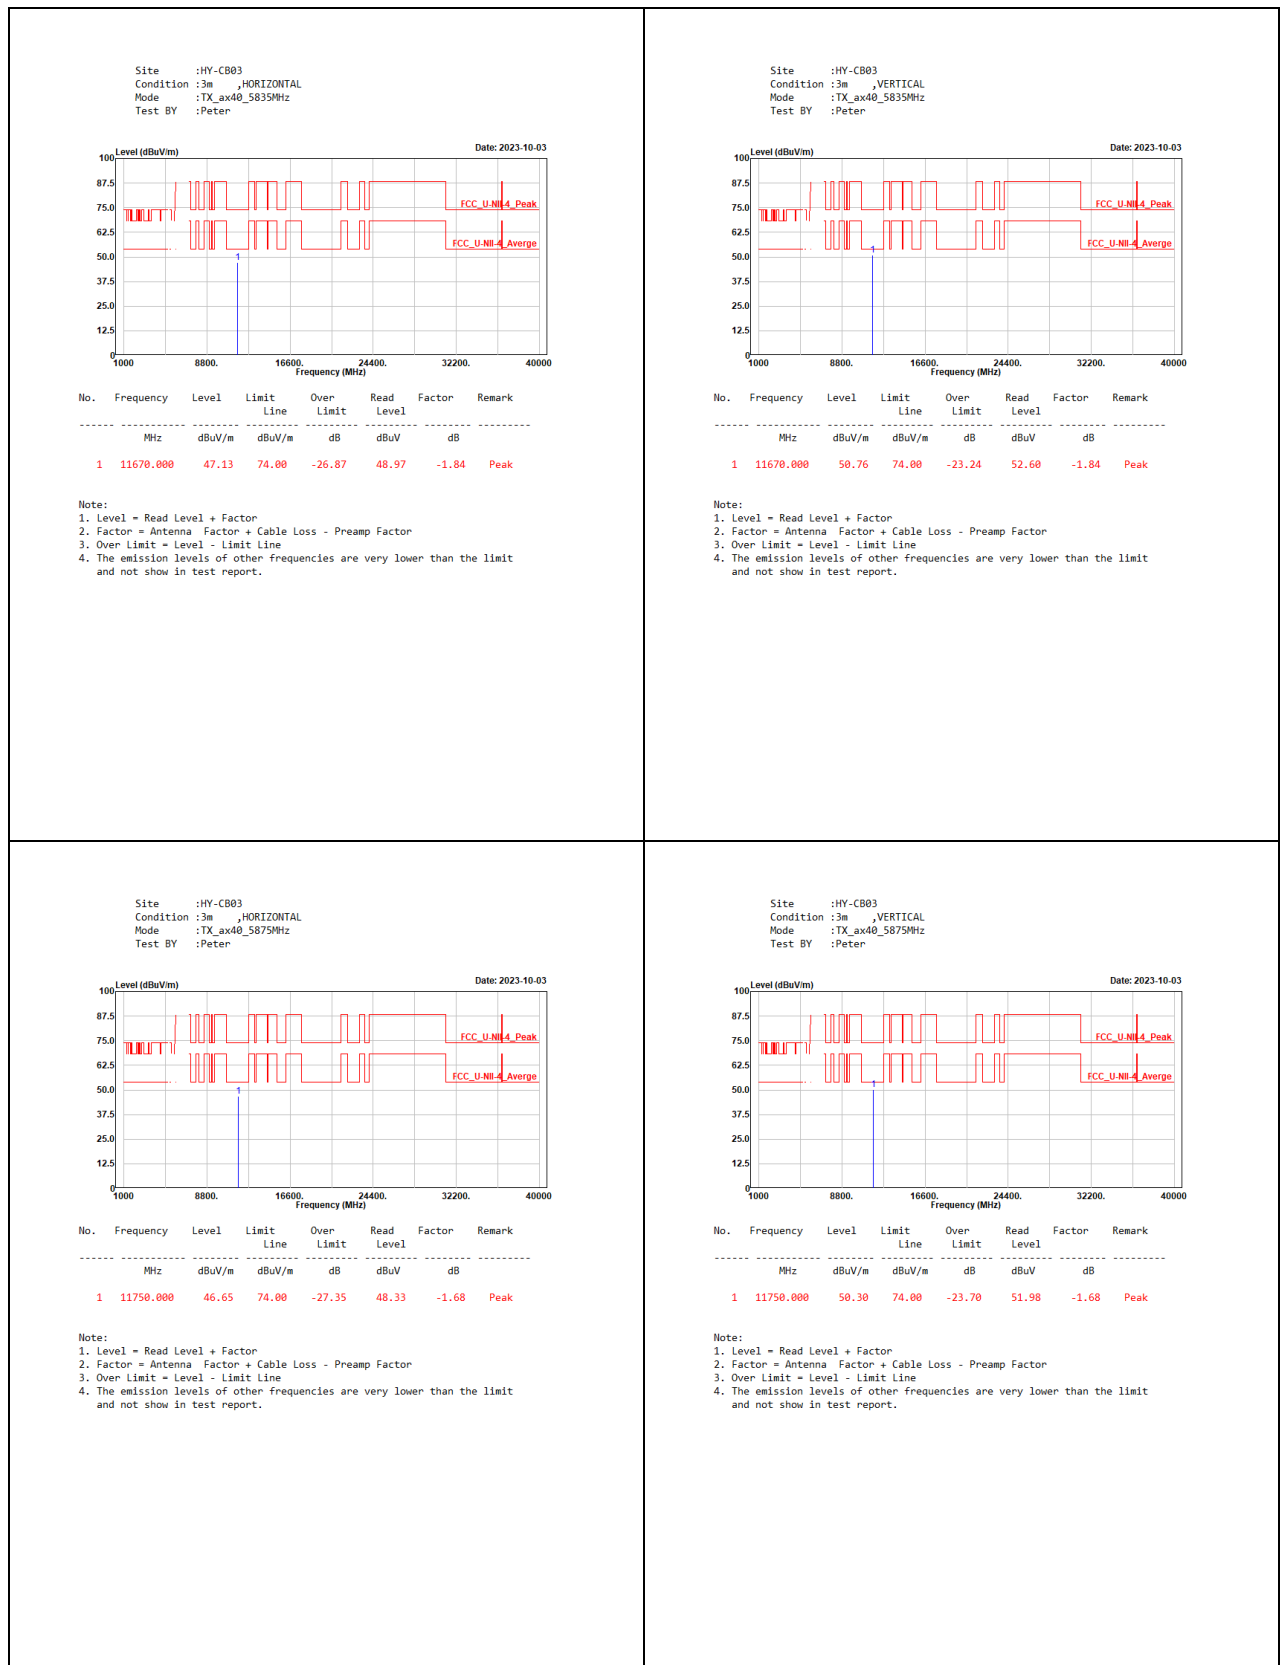 Site :HY-CB03
Condition :3m ,HORIZONTAL
Mode :TX_ax40_5835MHz
Test BY :Peter
Level (dBuV/m) Date: 2023-10-03
100
87.5
75.0
62.5
50.0
37.5
25.0
12.5
0
FCC_U-NII-4_Peak
FCC_U-NII-4_Averge
1
1000 8800. 16600. 24400. 32200. 40000
Frequency (MHz)
No. Frequency Level Limit Over Read Factor Remark
Line Limit Level
------ ----------- -------- --------- -------- --------- -------- ---------
MHz dBuV/m dBuV/m dB dBuV dB
1 11670.000 47.13 74.00 -26.87 48.97 -1.84 Peak
Note:
1. Level = Read Level + Factor
2. Factor = Antenna Factor + Cable Loss - Preamp Factor
3. Over Limit = Level - Limit Line
4. The emission levels of other frequencies are very lower than the limit
and not show in test report.
Site :HY-CB03
Condition :3m ,VERTICAL
Mode :TX_ax40_5835MHz
Test BY :Peter
Level (dBuV/m) Date: 2023-10-03
100
87.5
75.0
62.5
50.0
37.5
25.0
12.5
0
FCC_U-NII-4_Peak
FCC_U-NII-4_Averge
1
1000 8800. 16600. 24400. 32200. 40000
Frequency (MHz)
No. Frequency Level Limit Over Read Factor Remark
Line Limit Level
------ ----------- -------- --------- -------- --------- -------- ---------
MHz dBuV/m dBuV/m dB dBuV dB
1 11670.000 50.76 74.00 -23.24 52.60 -1.84 Peak
Note:
1. Level = Read Level + Factor
2. Factor = Antenna Factor + Cable Loss - Preamp Factor
3. Over Limit = Level - Limit Line
4. The emission levels of other frequencies are very lower than the limit
and not show in test report.
Site :HY-CB03
Condition :3m ,HORIZONTAL
Mode :TX_ax40_5875MHz
Test BY :Peter
Level (dBuV/m) Date: 2023-10-03
100
87.5
75.0
62.5
50.0
37.5
25.0
12.5
0
FCC_U-NII-4_Peak
FCC_U-NII-4_Averge
1
1000 8800. 16600. 24400. 32200. 40000
Frequency (MHz)
No. Frequency Level Limit Over Read Factor Remark
Line Limit Level
------ ----------- -------- --------- -------- --------- -------- ---------
MHz dBuV/m dBuV/m dB dBuV dB
1 11750.000 46.65 74.00 -27.35 48.33 -1.68 Peak
Note:
1. Level = Read Level + Factor
2. Factor = Antenna Factor + Cable Loss - Preamp Factor
3. Over Limit = Level - Limit Line
4. The emission levels of other frequencies are very lower than the limit
and not show in test report.
Site :HY-CB03
Condition :3m ,VERTICAL
Mode :TX_ax40_5875MHz
Test BY :Peter
Level (dBuV/m) Date: 2023-10-03
100
87.5
75.0
62.5
50.0
37.5
25.0
12.5
0
FCC_U-NII-4_Peak
FCC_U-NII-4_Averge
1
1000 8800. 16600. 24400. 32200. 40000
Frequency (MHz)
No. Frequency Level Limit Over Read Factor Remark
Line Limit Level
------ ----------- -------- --------- -------- --------- -------- ---------
MHz dBuV/m dBuV/m dB dBuV dB
1 11750.000 50.30 74.00 -23.70 51.98 -1.68 Peak
Note:
1. Level = Read Level + Factor
2. Factor = Antenna Factor + Cable Loss - Preamp Factor
3. Over Limit = Level - Limit Line
4. The emission levels of other frequencies are very lower than the limit
and not show in test report.